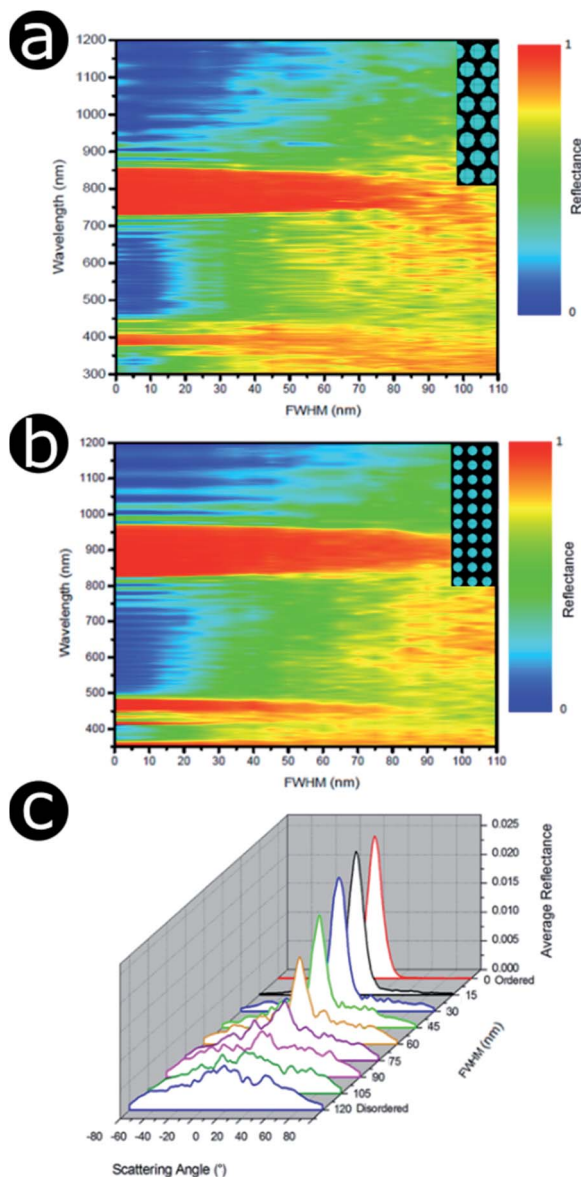 a
1200
1100
1000
900
800
700
600
500
400
300
Wavelength (nm)
0 10 20 30 40 50 60 70 80 90 100 110
FWHM (nm)
1
Reflectance
0
b
1200
1100
1000
900
800
700
600
500
400
Wavelength (nm)
0 10 20 30 40 50 60 70 80 90 100 110
FWHM (nm)
1
Reflectance
0
c
0.025
0.020
0.015
0.010
0.005
0.000
Average Reflectance
0 Ordered
15
30
45
60
75
90
105
120 Disordered
FWHM (nm)
-80 -60 -40 -20 0 20 40 60 80
Scattering Angle (°)